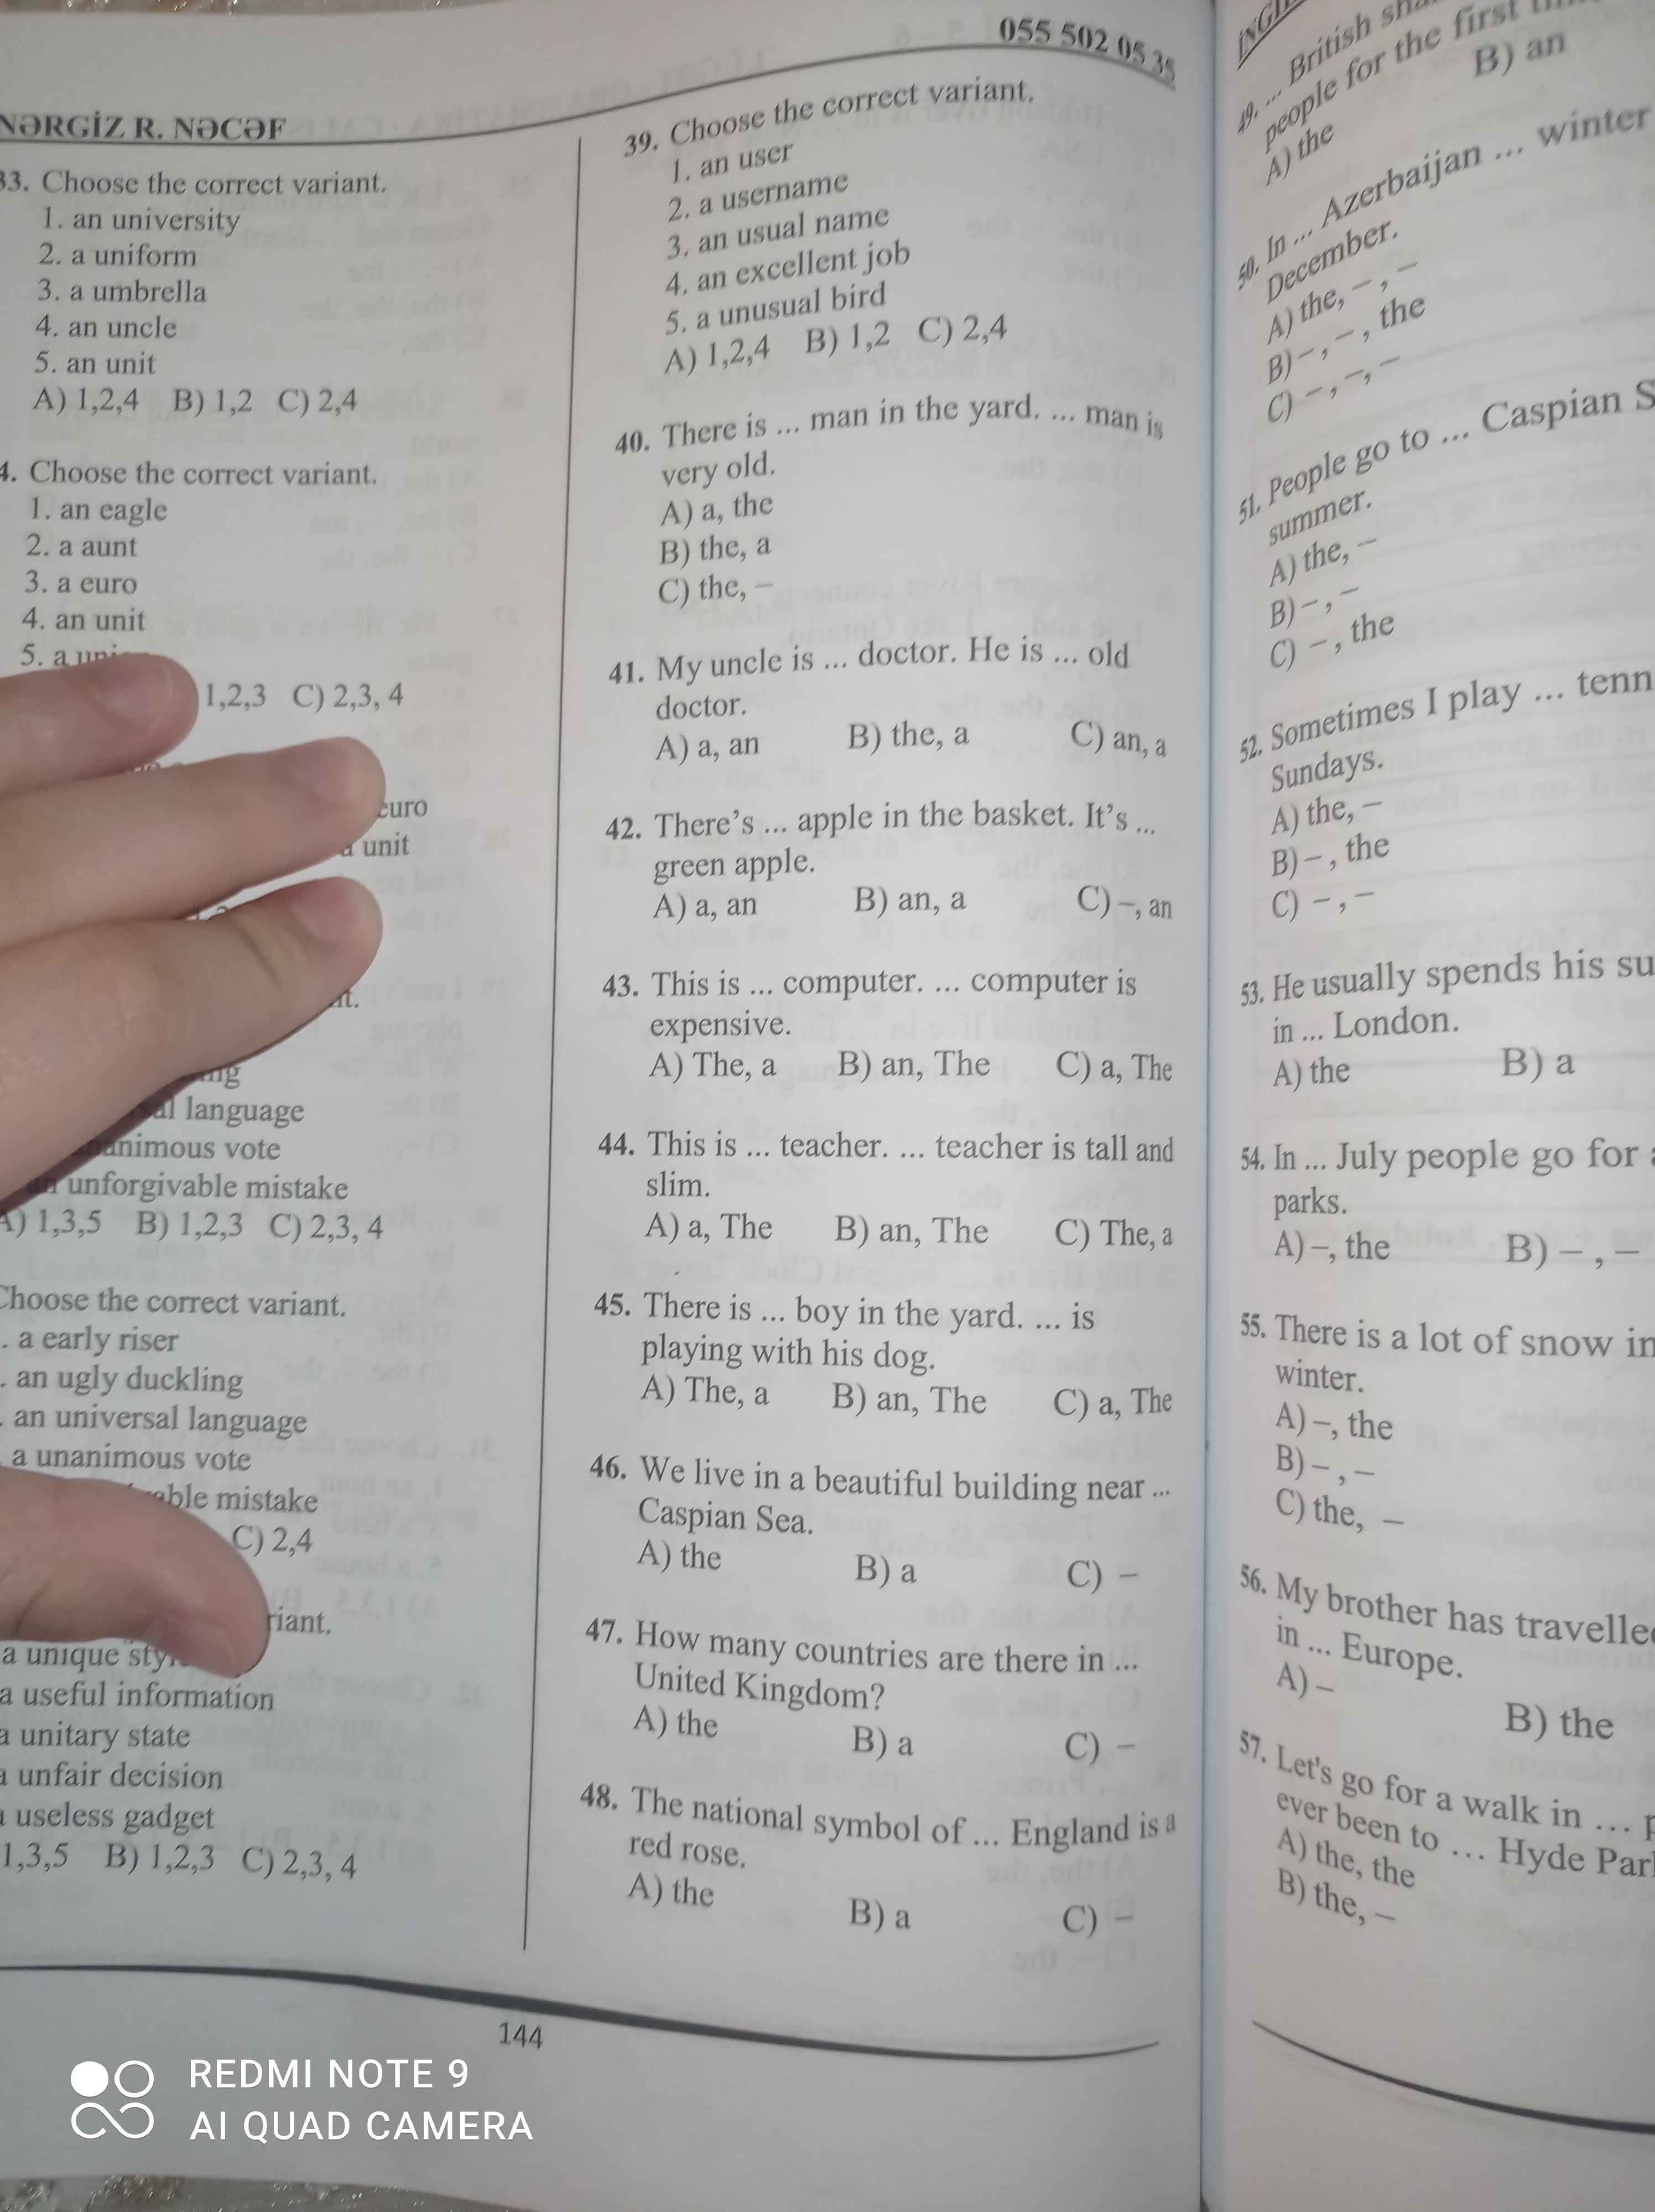 NƏRGİZ R. NƏCƏF
33. Choose the correct variant.
1. an university
2. a uniform
3. a umbrella
4. an uncle
5. an unit
A) 1,2,4 B) 1,2 C) 2,4
4. Choose the correct variant.
1. an eagle
2. a aunt
3. a euro
4. an unit
5. a
1,2,3 C) 2,3, 4
euro
a unit
language
vote
unforgivable mistake
A) 1,3,5 B) 1,2,3 C) 2,3, 4
Choose the correct variant.
. a early riser
. an ugly duckling
. an universal language
a unanimous vote
mistake
C) 2,4
a unique
a useful information
a unitary state
a unfair decision
useless gadget
1,3,5 B) 1,2,3 C) 2,3, 4
055 502 05 35
39. Choose the correct variant.
1. an user
2. a username
3. an usual name
4. an excellent job
5. a unusual bird
A) 1,2,4 B) 1,2 C) 2,4
40. There is ... man in the yard. ... man is
very old.
A) a, the
B) the, a
C) the, –
41. My uncle is ... doctor. He is ... old
doctor.
A) a, an B) the, a C) an, a
42. There's ... apple in the basket. It's ...
green apple.
A) a, an B) an, a C) –, an
43. This is ... computer. ... computer is
expensive.
A) The, a B) an, The C) a, The
44. This is ... teacher. ... teacher is tall and
slim.
A) a, The B) an, The C) The, a
45. There is ... boy in the yard. ... is
playing with his dog.
A) The, a B) an, The C) a, The
46. We live in a beautiful building near ...
Caspian Sea.
A) the B) a C) –
47. How many countries are there in ...
United Kingdom?
A) the B) a C) –
48. The national symbol of ... England is a
red rose.
A) the B) a C) –
144
49. ... British
people for the first
A) the B) an
50. In ... Azerbaijan ... winter
December.
A) the, – , –
B) – , – , the
C) – , – , –
51. People go to ... Caspian S
summer.
A) the, –
B) – , –
C) – , the
52. Sometimes I play ... tenn
Sundays.
A) the, –
B) – , the
C) – , –
53. He usually spends his su
in ... London.
A) the B) a
54. In ... July people go for
parks.
A) –, the B) – , –
55. There is a lot of snow in
winter.
A) –, the
B) – , –
C) the, –
56. My brother has travelled
in ... Europe.
A) – B) the
57. Let's go for a walk in ... p
ever been to ... Hyde Par
A) the, the
B) the, –
REDMI NOTE 9
AI QUAD CAMERA